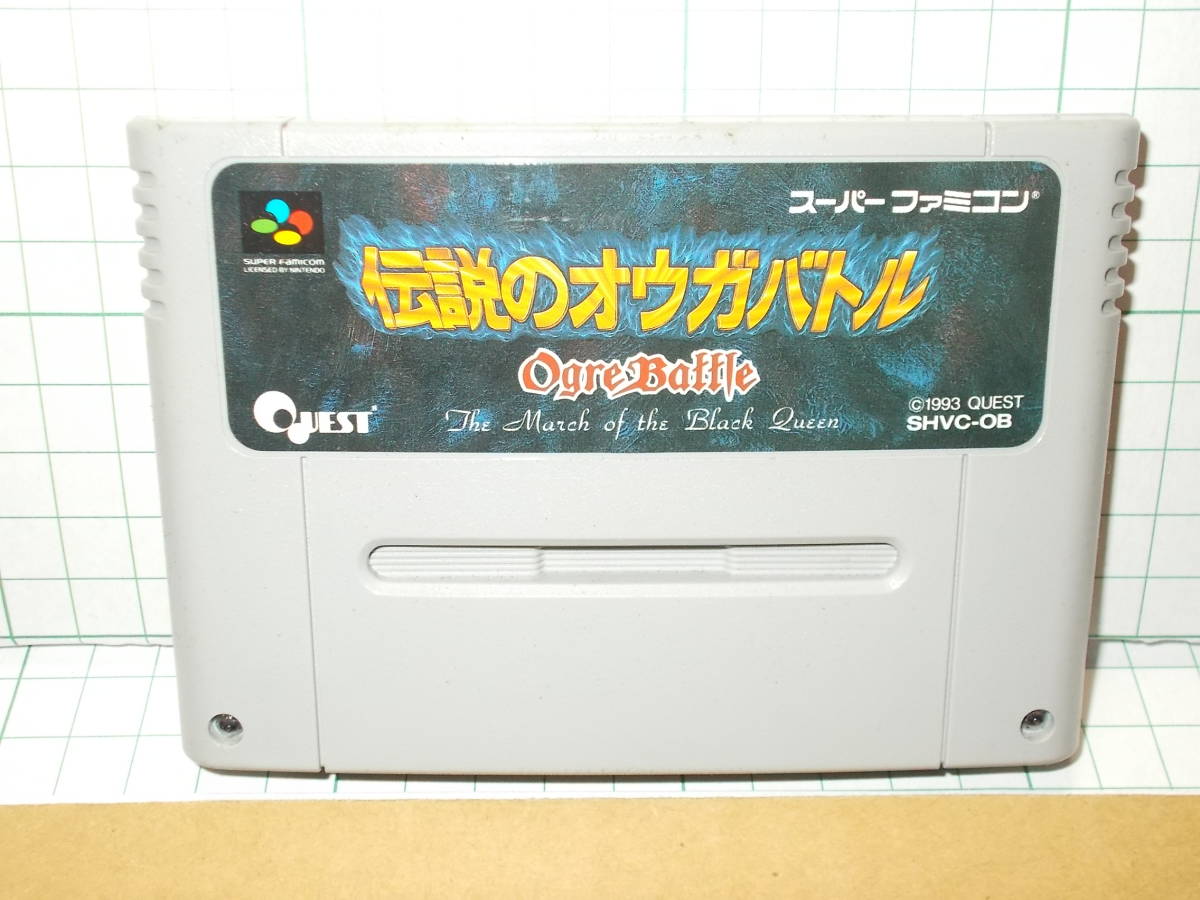 スーパーファミコン®
SUPER FAMICOM
LICENSED BY NINTENDO
伝説のオウガバトル
Ogre Battle
The March of the Black Queen
QUEST
©1993 QUEST
SHVC-OB